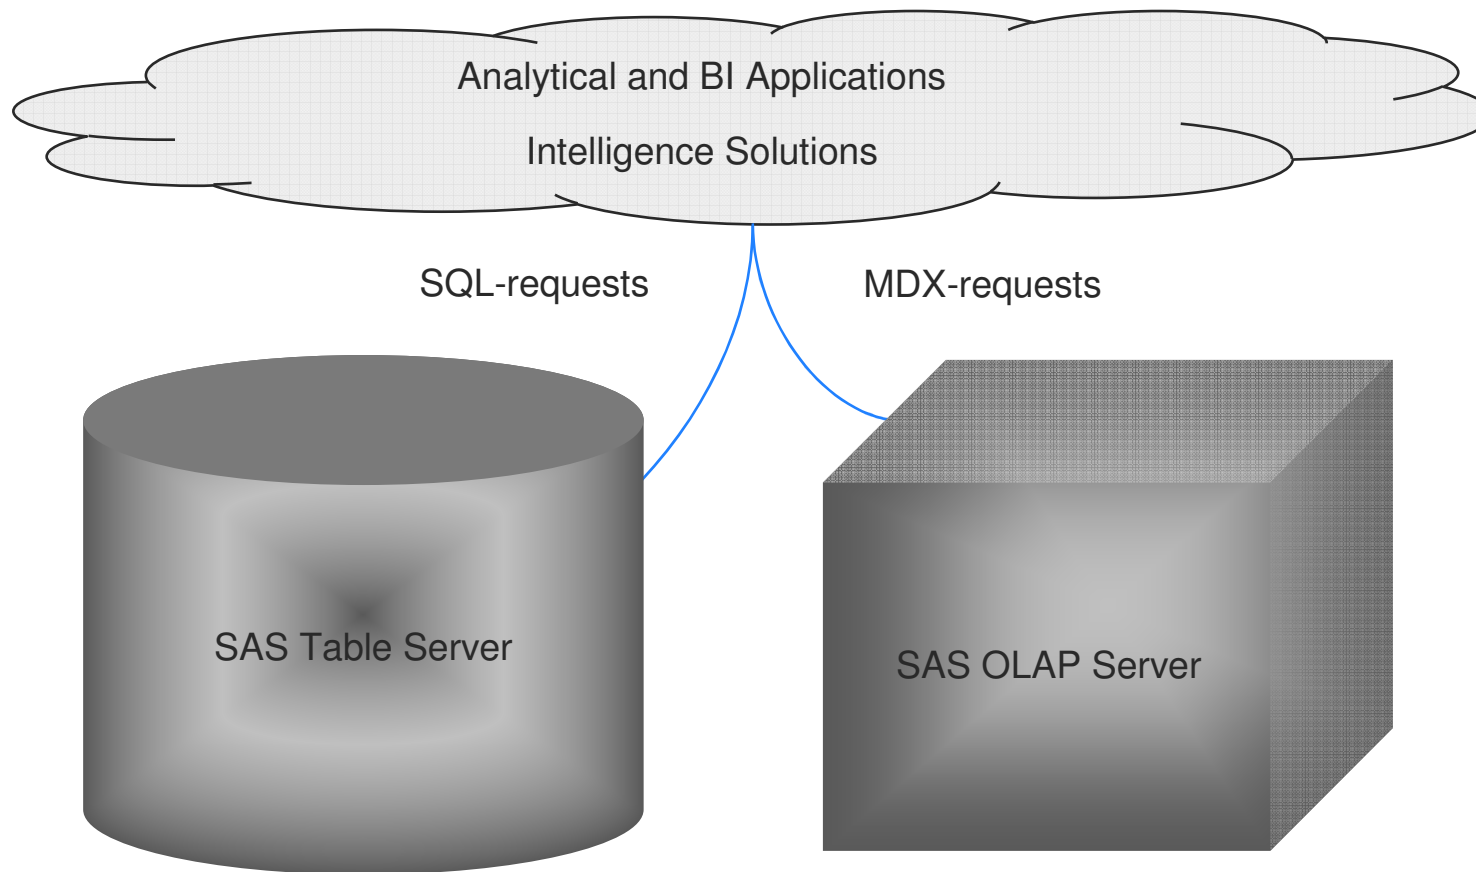 Analytical and BI Applications
Intelligence Solutions
SQL-requests
MDX-requests
SAS Table Server
SAS OLAP Server